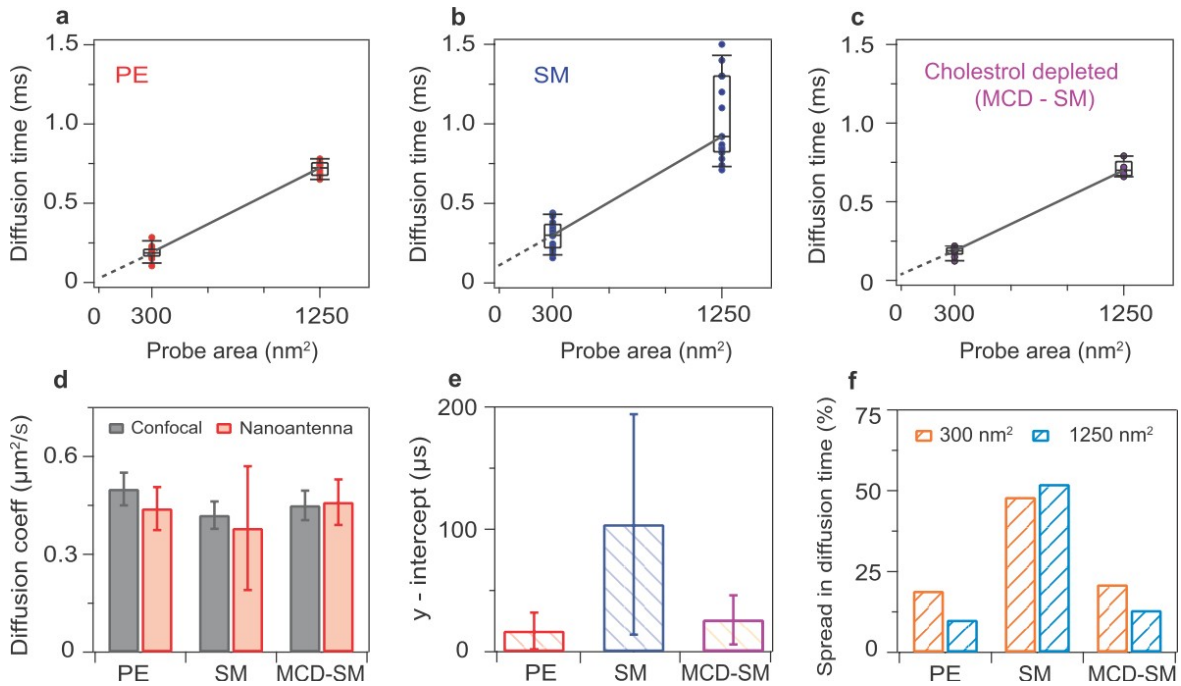 a
1.5
1.0
0.5
0
Diffusion time (ms)
PE
0
300
1250
Probe area (nm²)
b
1.5
1.0
0.5
0
Diffusion time (ms)
SM
0
300
1250
Probe area (nm²)
c
1.5
1.0
0.5
0
Diffusion time (ms)
Cholestrol depleted
(MCD - SM)
0
300
1250
Probe area (nm²)
d
0.6
0.3
0
Diffusion coeff (μm²/s)
Confocal
Nanoantenna
PE
SM
MCD-SM
e
200
100
0
y - intercept (μs)
PE
SM
MCD-SM
f
75
50
25
0
Spread in diffusion time (%)
300 nm²
1250 nm²
PE
SM
MCD-SM